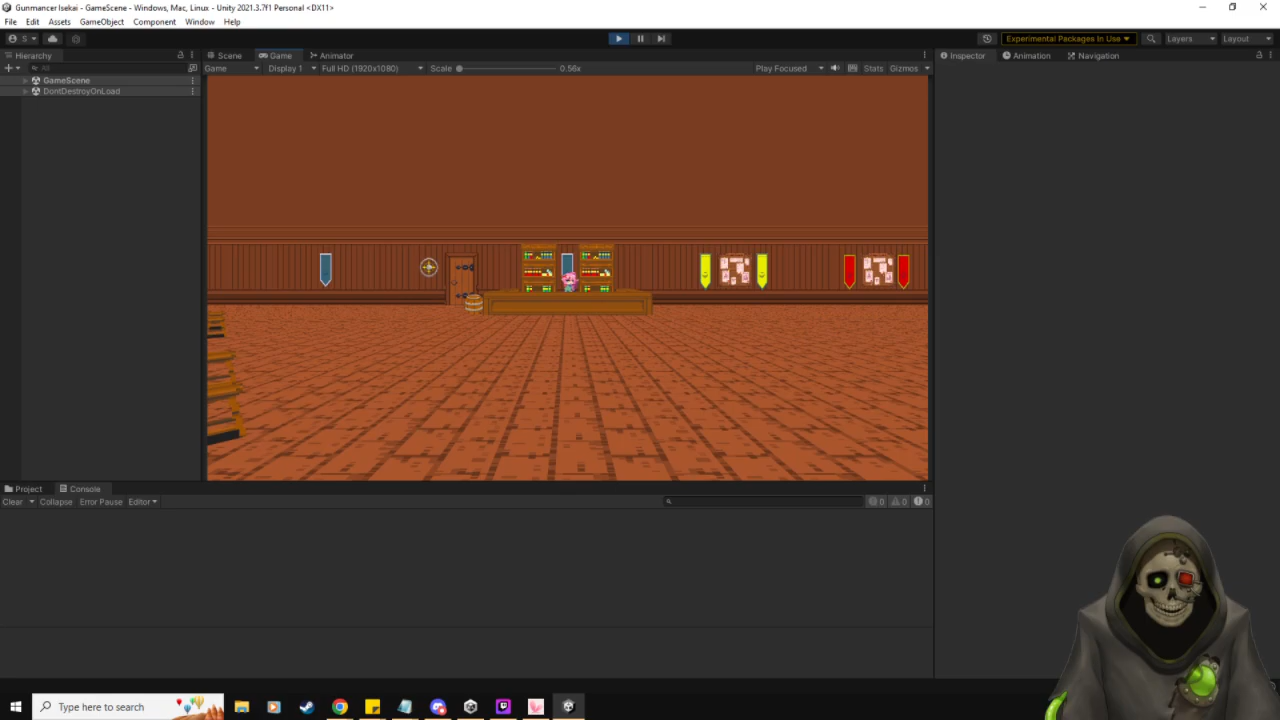 Gunmancer Isekai - GameScene - Windows, Mac, Linux - Unity 2021.3.7f1 Personal <DX11>
File Edit Assets GameObject Component Window Help
S Experimental Packages In Use Layers Layout
Hierarchy Scene Game Animator Inspector Animation Navigation
All Game Display 1 Full HD (1920x1080) Scale 0.56x Play Focused Stats Gizmos
GameScene
DontDestroyOnLoad
Project Console
Clear Collapse Error Pause Editor 0 0 0
Type here to search